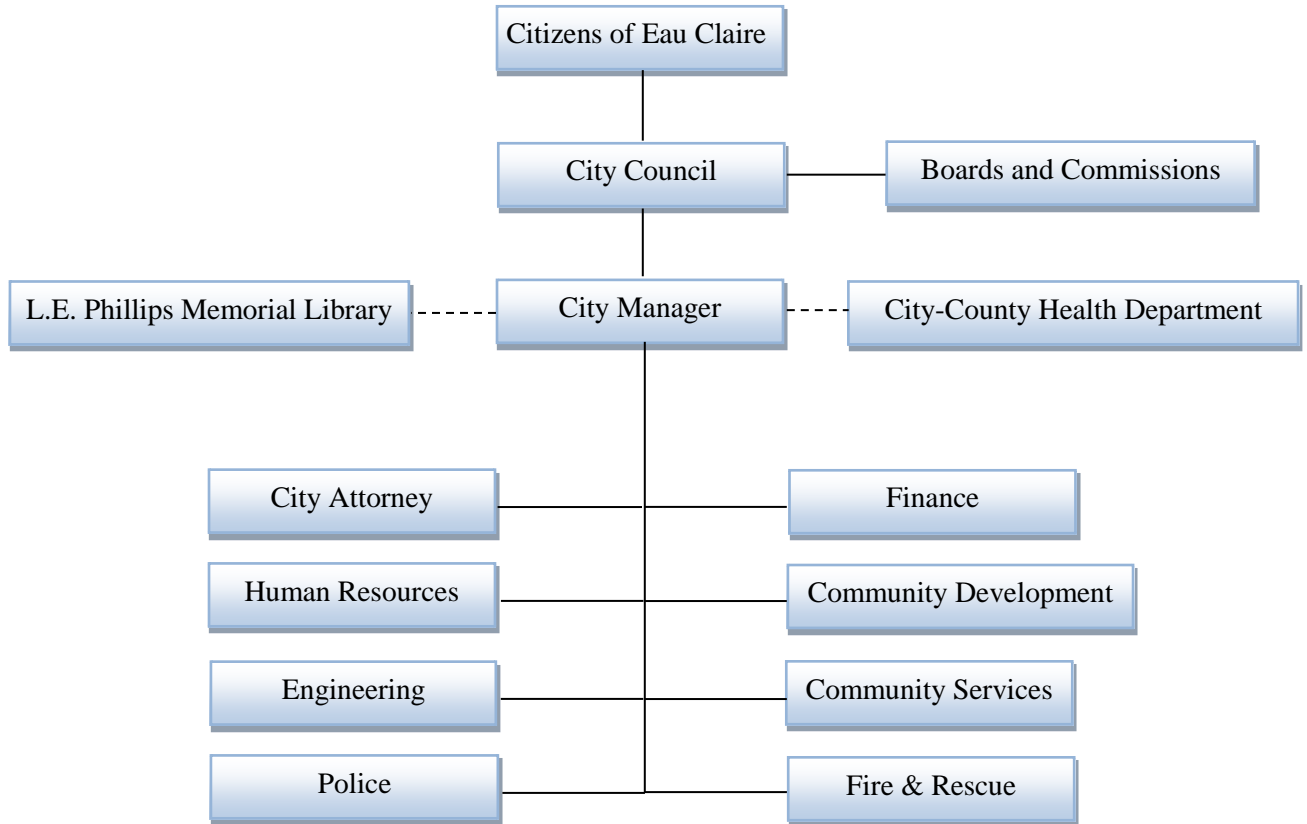 Citizens of Eau Claire
City Council
Boards and Commissions
L.E. Phillips Memorial Library
City Manager
City-County Health Department
City Attorney
Finance
Human Resources
Community Development
Engineering
Community Services
Police
Fire & Rescue